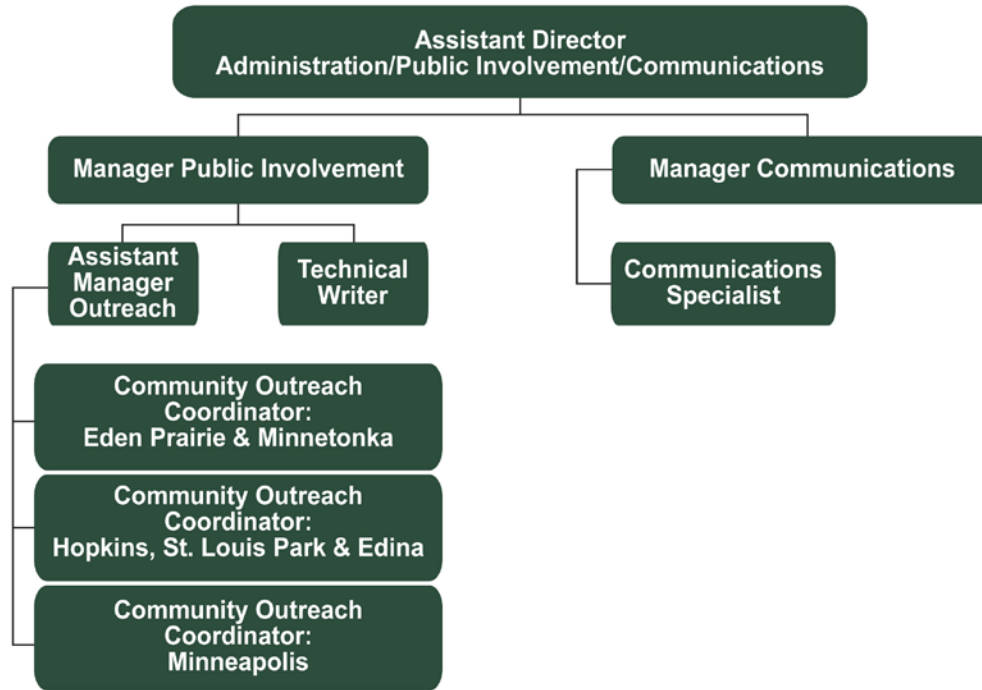 Assistant Director
Administration/Public Involvement/Communications
Manager Public Involvement
Manager Communications
Assistant
Manager
Outreach
Technical
Writer
Communications
Specialist
Community Outreach
Coordinator:
Eden Prairie & Minnetonka
Community Outreach
Coordinator:
Hopkins, St. Louis Park & Edina
Community Outreach
Coordinator:
Minneapolis